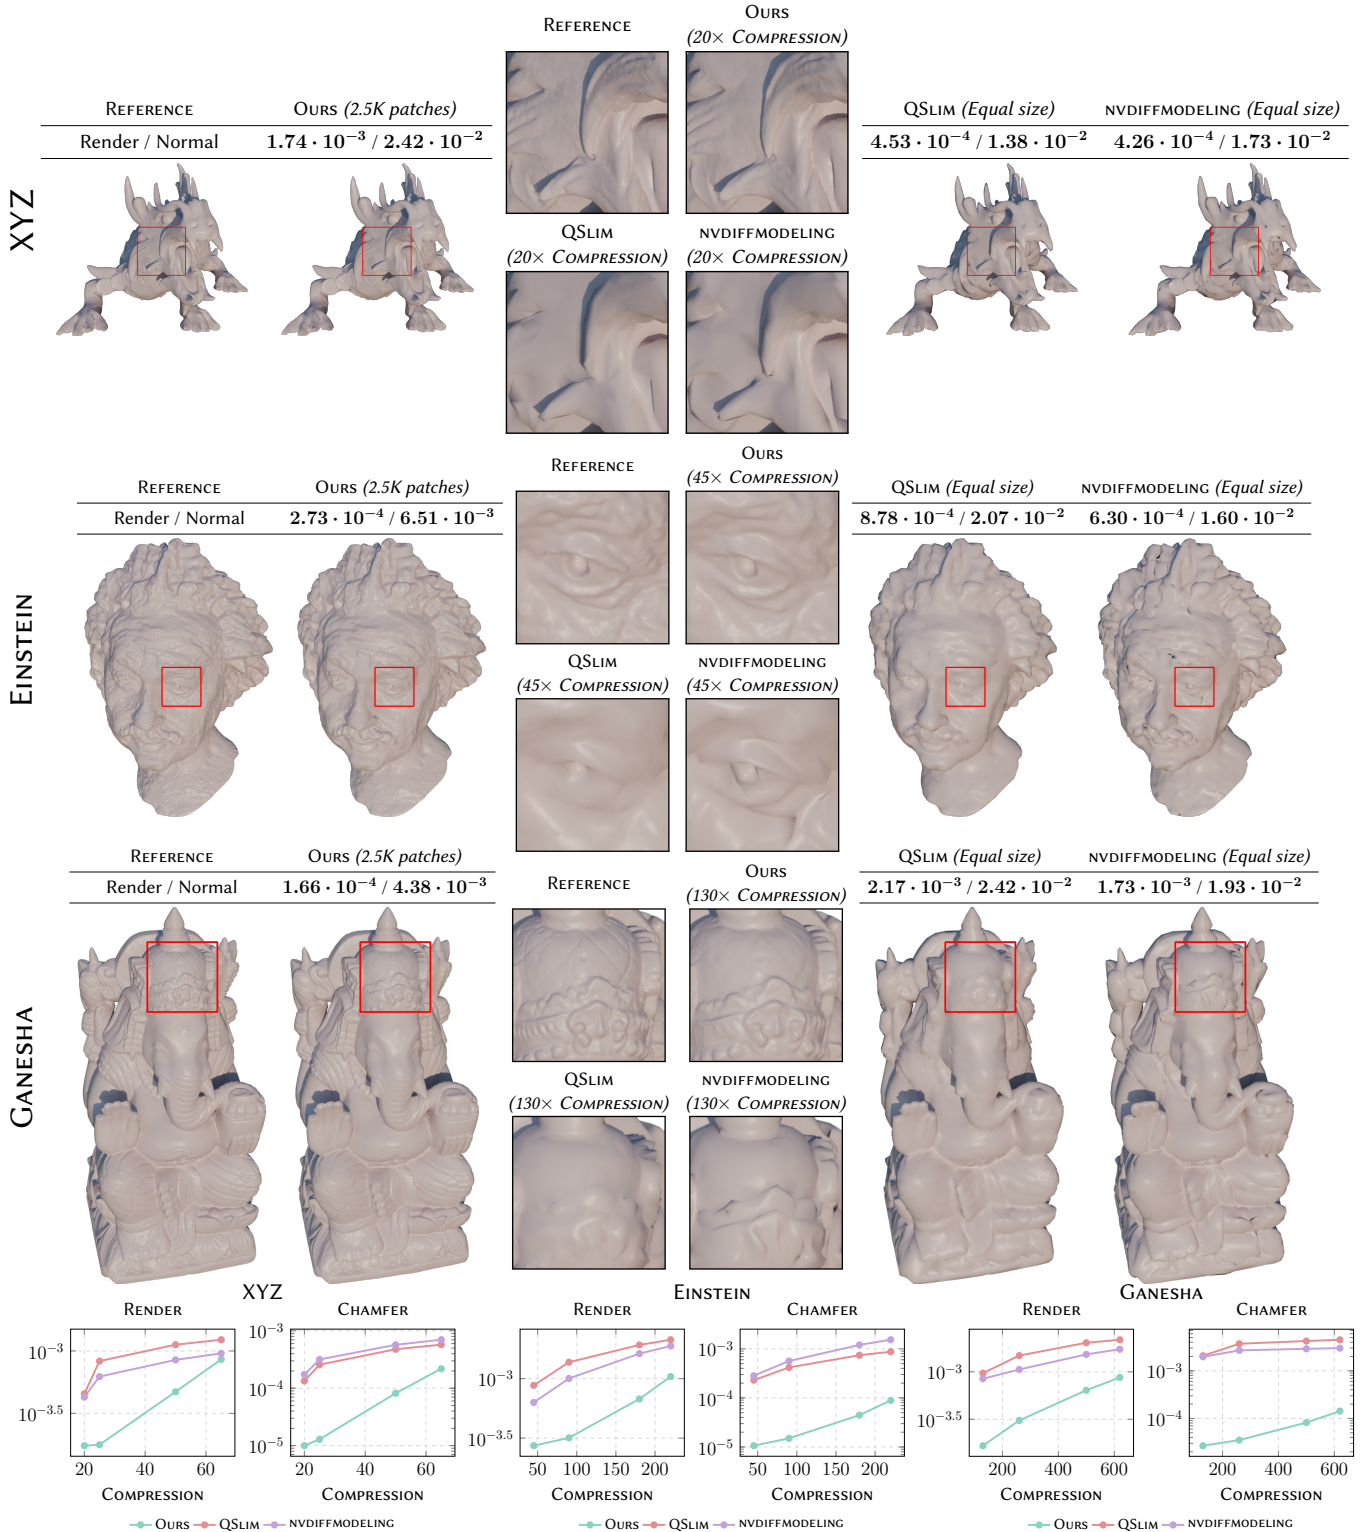 XYZ
REFERENCE
OURS (2.5K patches)
Render / Normal
1.74 · 10⁻³ / 2.42 · 10⁻²
REFERENCE
OURS
(20× COMPRESSION)
QSLIM
(20× COMPRESSION)
NVDIFFMODELING
(20× COMPRESSION)
QSLIM (Equal size)
NVDIFFMODELING (Equal size)
4.53 · 10⁻⁴ / 1.38 · 10⁻²
4.26 · 10⁻⁴ / 1.73 · 10⁻²
EINSTEIN
REFERENCE
OURS (2.5K patches)
Render / Normal
2.73 · 10⁻⁴ / 6.51 · 10⁻³
REFERENCE
OURS
(45× COMPRESSION)
QSLIM
(45× COMPRESSION)
NVDIFFMODELING
(45× COMPRESSION)
QSLIM (Equal size)
NVDIFFMODELING (Equal size)
8.78 · 10⁻⁴ / 2.07 · 10⁻²
6.30 · 10⁻⁴ / 1.60 · 10⁻²
GANESHA
REFERENCE
OURS (2.5K patches)
Render / Normal
1.66 · 10⁻⁴ / 4.38 · 10⁻³
REFERENCE
OURS
(130× COMPRESSION)
QSLIM
(130× COMPRESSION)
NVDIFFMODELING
(130× COMPRESSION)
QSLIM (Equal size)
NVDIFFMODELING (Equal size)
2.17 · 10⁻³ / 2.42 · 10⁻²
1.73 · 10⁻³ / 1.93 · 10⁻²
XYZ
RENDER
10⁻³
10⁻³·⁵
20 40 60
COMPRESSION
CHAMFER
10⁻³
10⁻⁴
10⁻⁵
20 40 60
COMPRESSION
OURS QSLIM NVDIFFMODELING
EINSTEIN
RENDER
10⁻³
10⁻³·⁵
50 100 150 200
COMPRESSION
CHAMFER
10⁻³
10⁻⁴
10⁻⁵
50 100 150 200
COMPRESSION
OURS QSLIM NVDIFFMODELING
GANESHA
RENDER
10⁻³
10⁻³·⁵
200 400 600
COMPRESSION
CHAMFER
10⁻³
10⁻⁴
200 400 600
COMPRESSION
OURS QSLIM NVDIFFMODELING